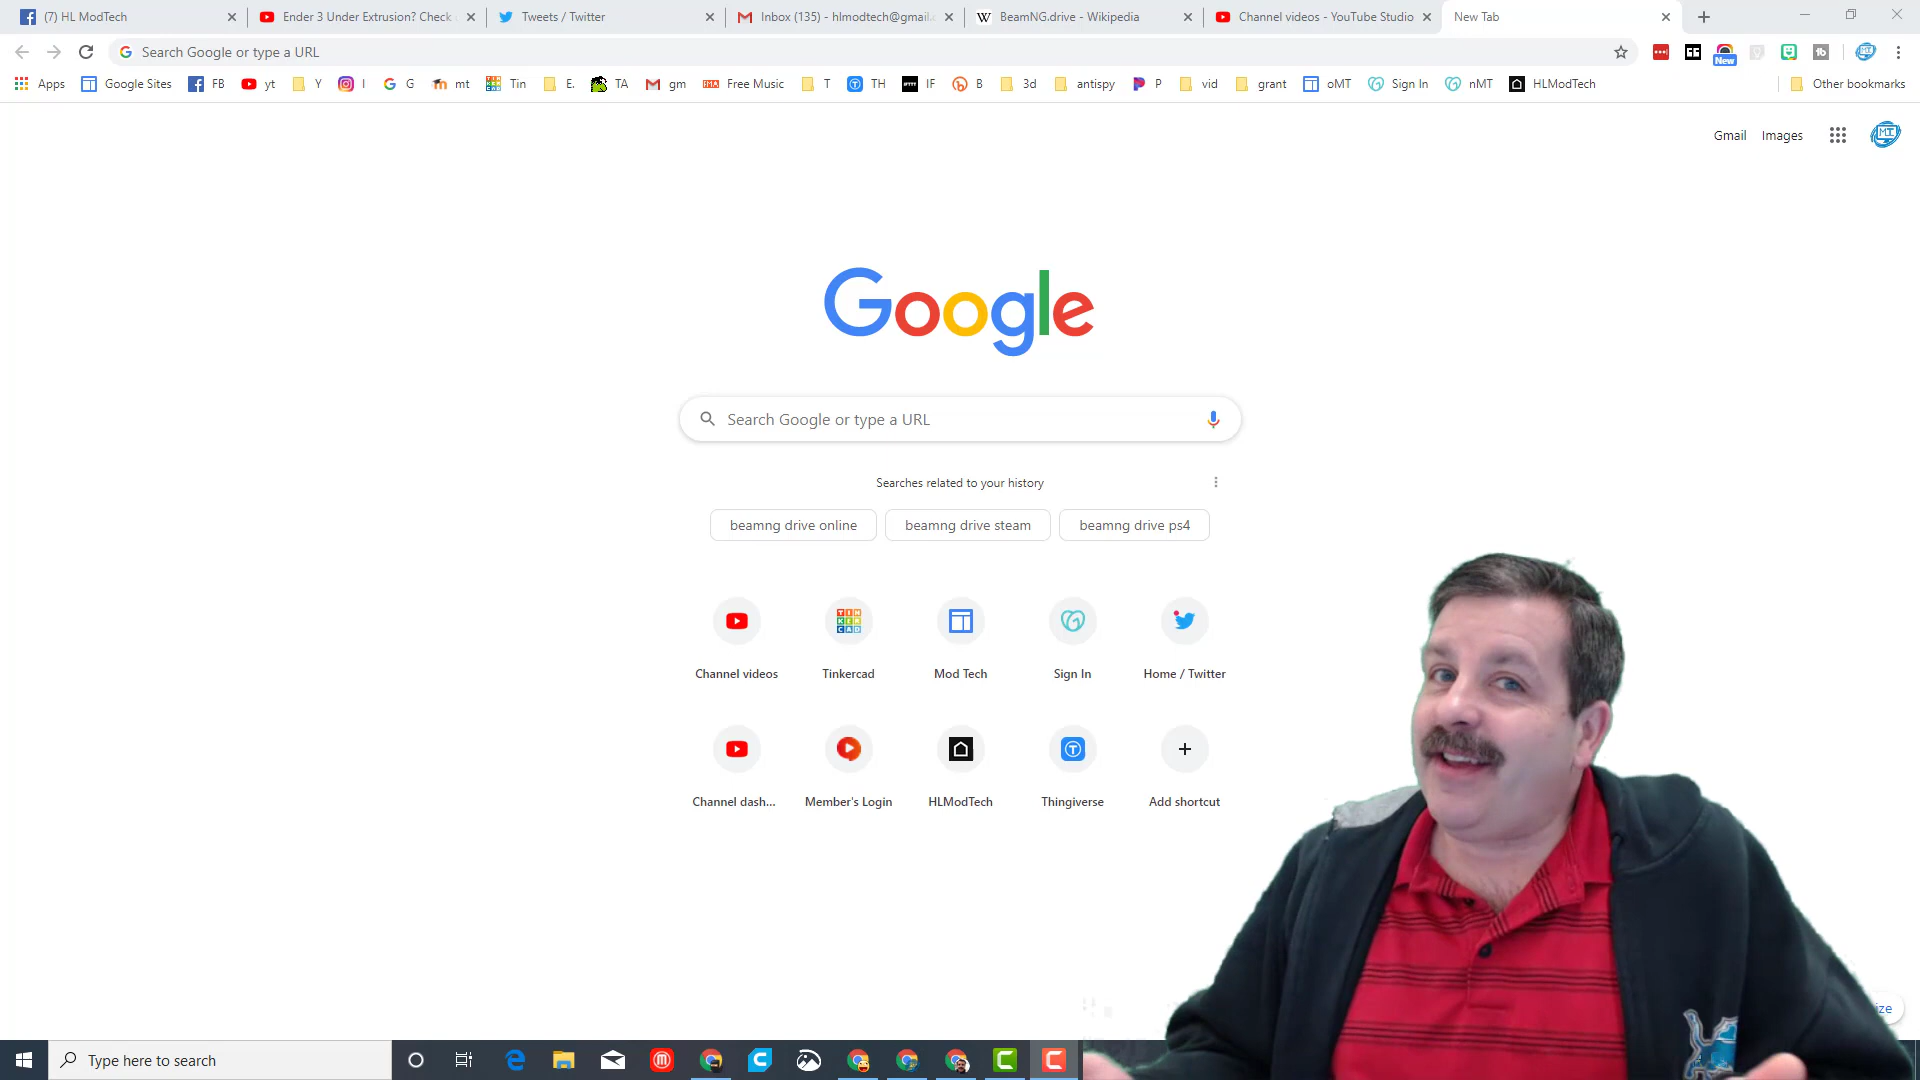 (7) HL ModTech
Ender 3 Under Extrusion? Check
Tweets / Twitter
Inbox (135) - hlmodtech@gmail.c
BeamNG.drive - Wikipedia
Channel videos - YouTube Studio
New Tab
Search Google or type a URL
New
Apps Google Sites FB yt Y I G mt Tin E. TA gm Free Music T TH IF B 3d antispy P vid grant oMT Sign In nMT HLModTech Other bookmarks
Gmail Images
Google
Search Google or type a URL
Searches related to your history
beamng drive online beamng drive steam beamng drive ps4
Channel videos Tinkercad Mod Tech Sign In Home / Twitter
Channel dash... Member's Login HLModTech Thingiverse Add shortcut
ize
Type here to search